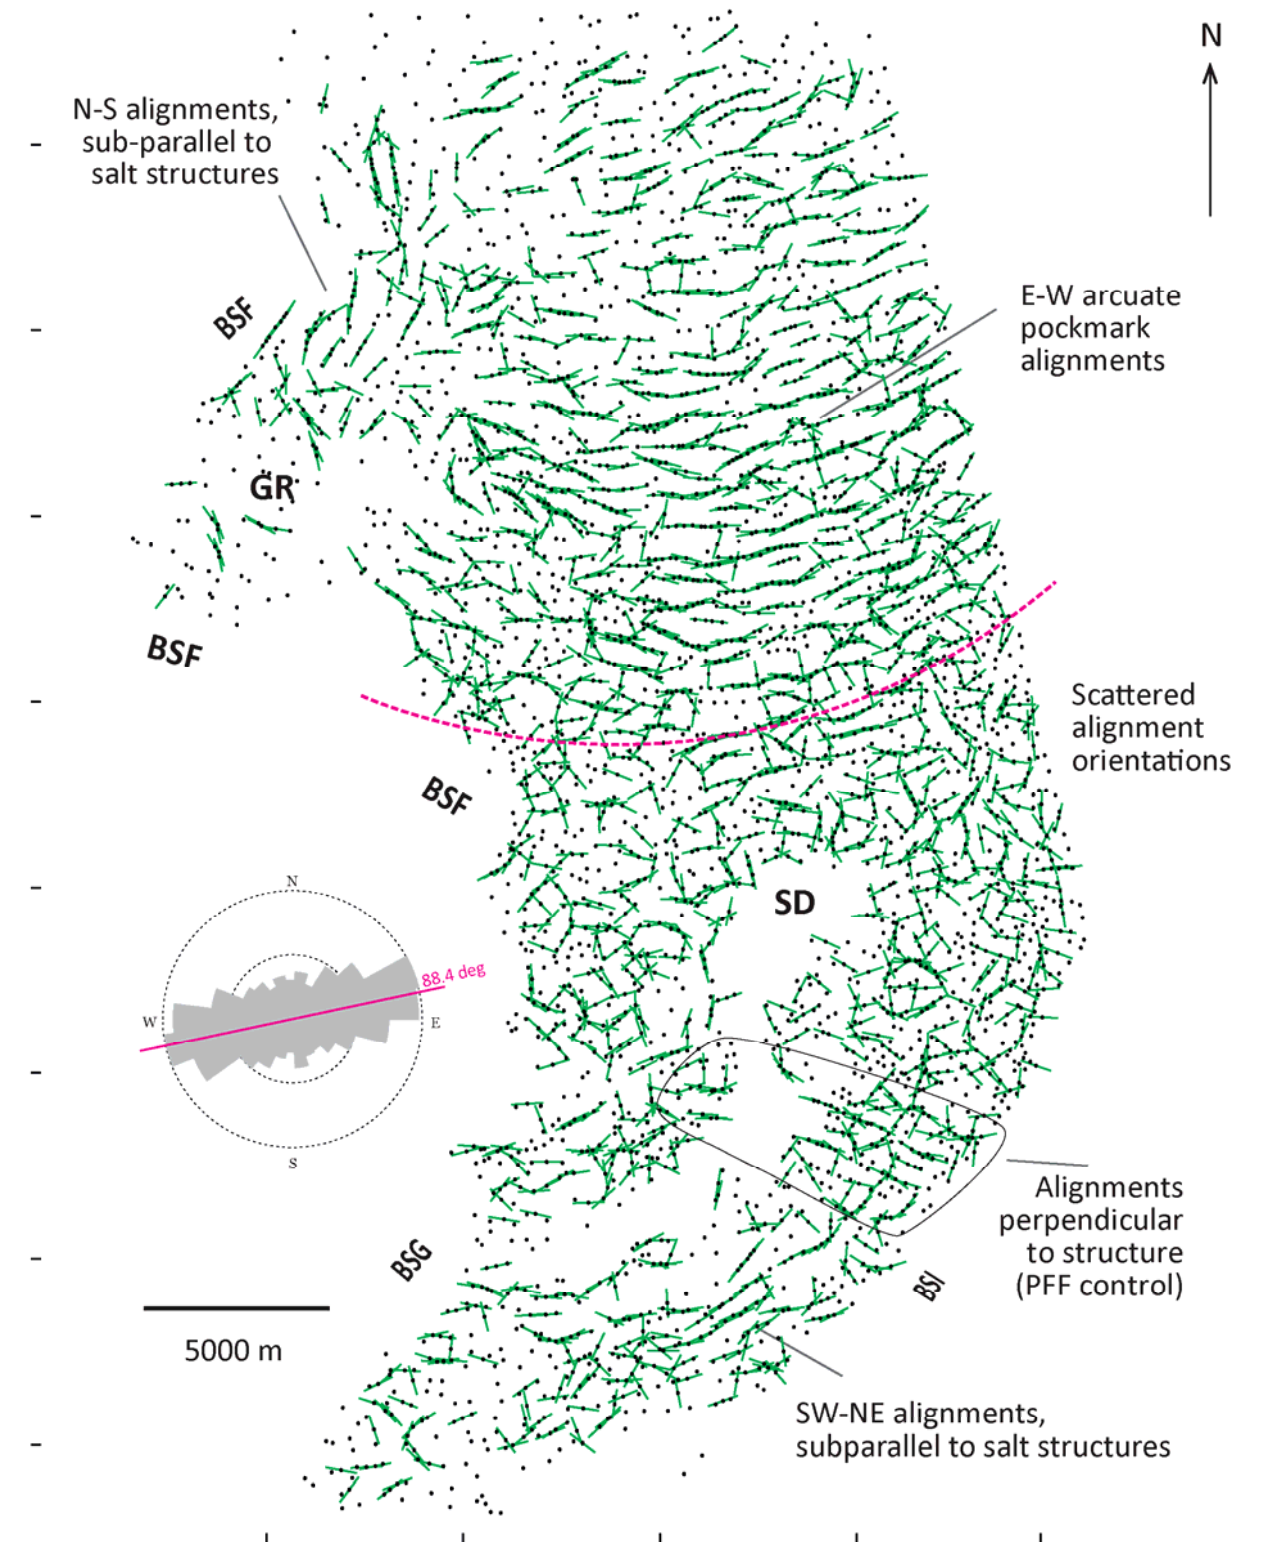 N
N-S alignments,
sub-parallel to
salt structures
BSF
E-W arcuate
pockmark
alignments
GR
BSF
Scattered
alignment
orientations
BSF
SD
N
88.4 deg
W
E
S
Alignments
perpendicular
to structure
(PFF control)
BSG
BSI
5000 m
SW-NE alignments,
subparallel to salt structures